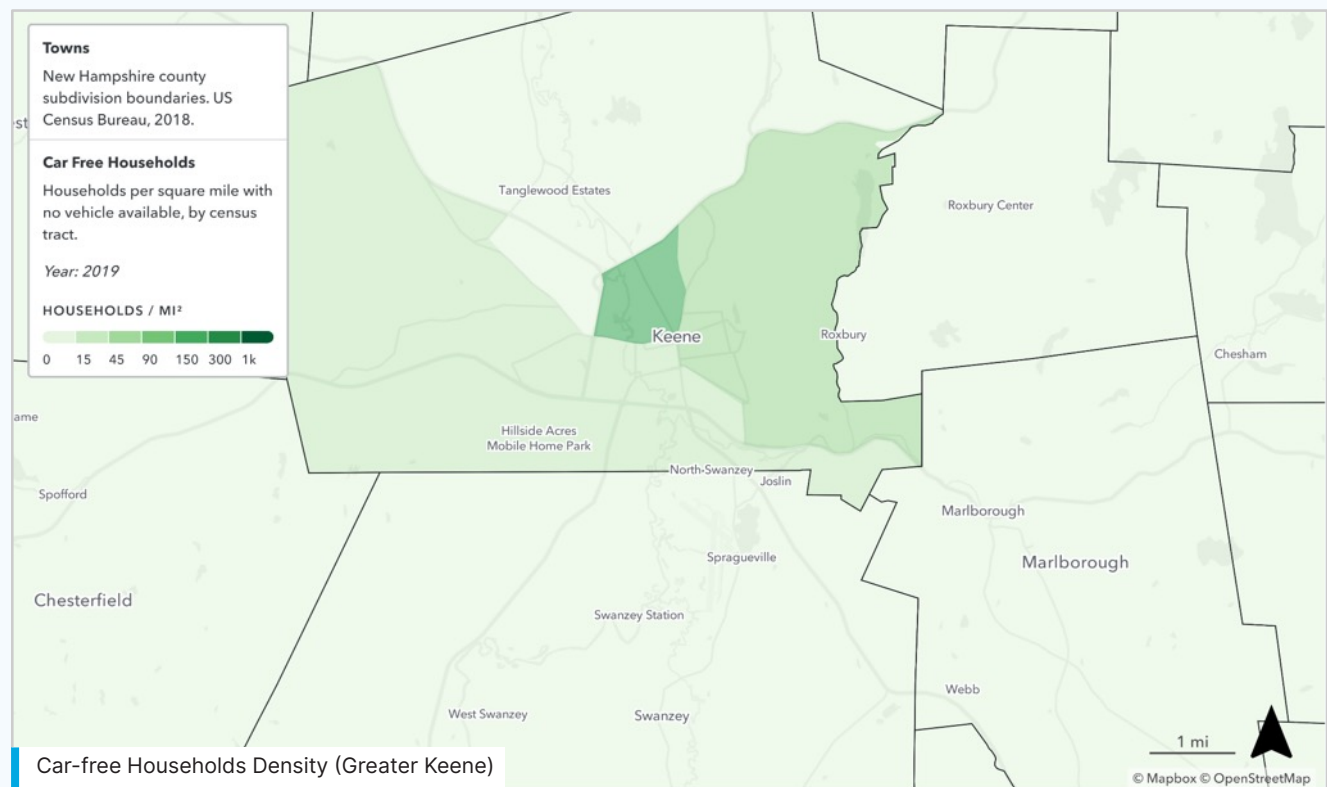 Towns
New Hampshire county
subdivision boundaries. US
Census Bureau, 2018.
Car Free Households
Households per square mile with
no vehicle available, by census
tract.
Year: 2019
HOUSEHOLDS / MI²
0 15 45 90 150 300 1k
st
Tanglewood Estates
Roxbury Center
Keene
Roxbury
Chesham
ame
Hillside Acres
Mobile Home Park
North Swanzey
Joslin
Spofford
Marlborough
Spragueville
Marlborough
Chesterfield
Swanzey Station
Webb
West Swanzey
Swanzey
1 mi
Car-free Households Density (Greater Keene)
© Mapbox © OpenStreetMap